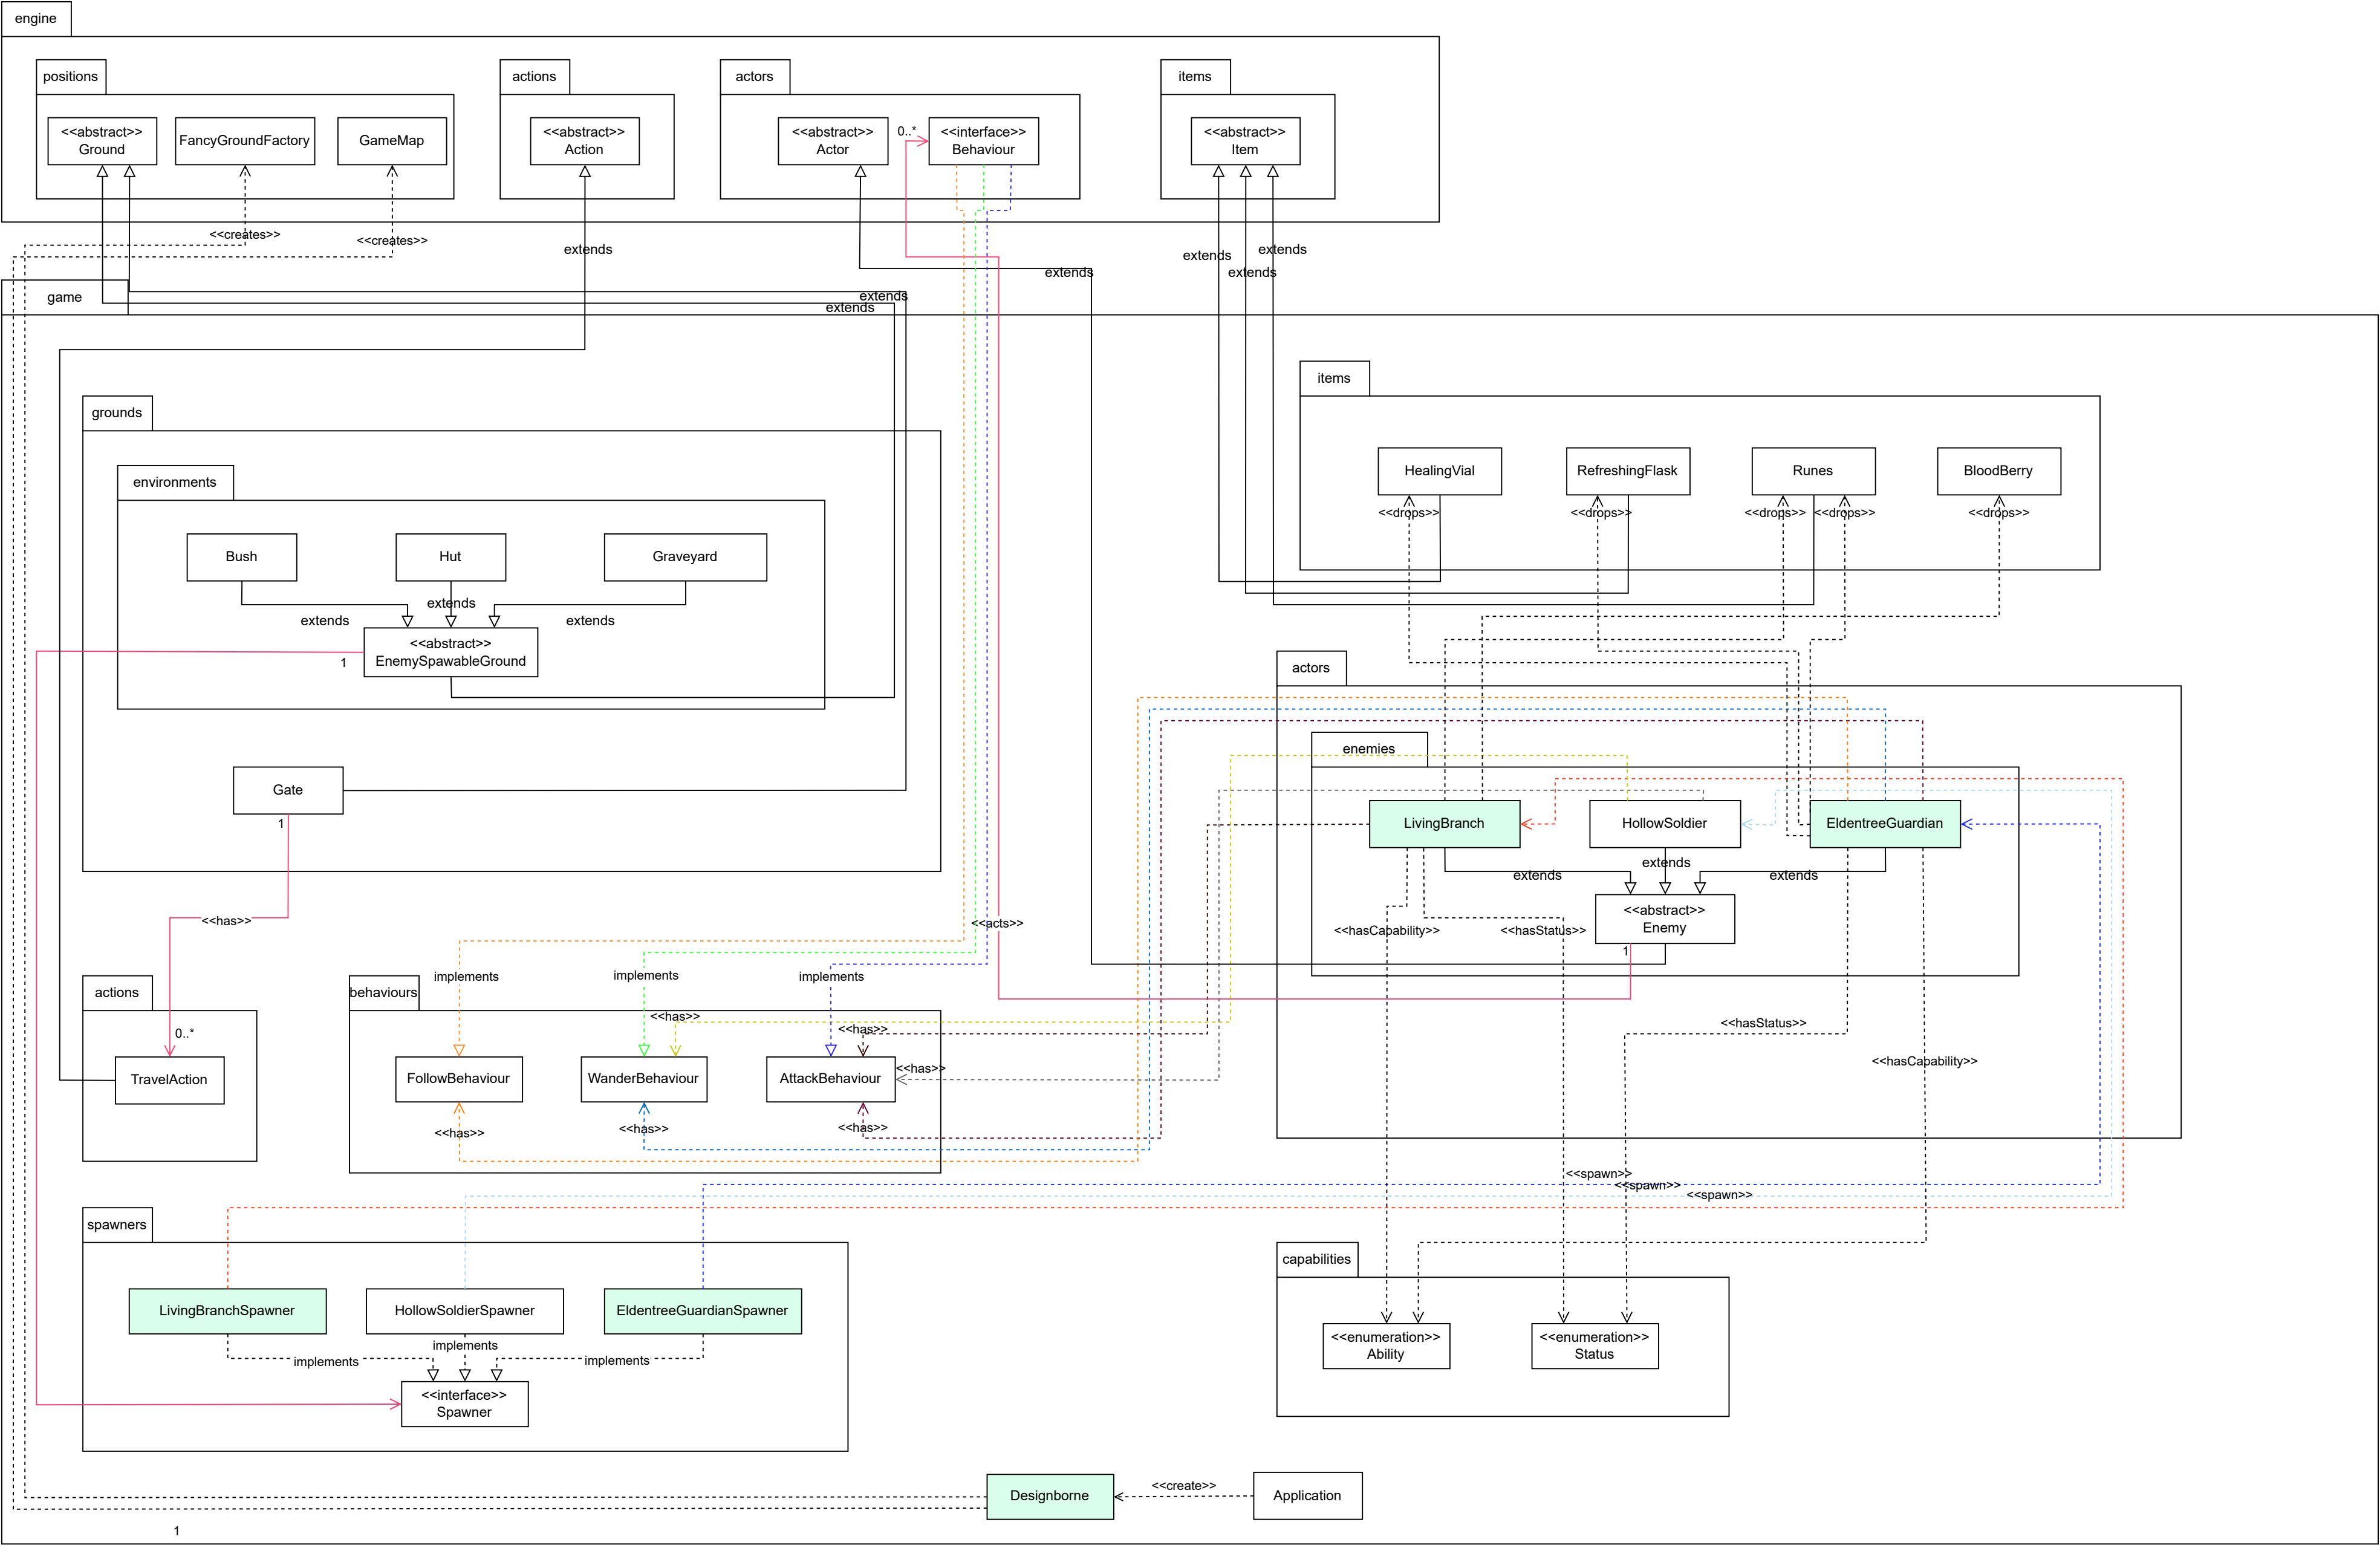 engine
positions
actions
actors
items
<<abstract>>
Ground
FancyGroundFactory
GameMap
<<abstract>>
Action
<<abstract>>
Actor
0..*
<<interface>>
Behaviour
<<abstract>>
Item
<<creates>>
<<creates>>
extends
extends
extends
extends
extends
game
extends
extends
items
grounds
HealingVial
RefreshingFlask
Runes
BloodBerry
<<drops>>
<<drops>>
<<drops>>
<<drops>>
<<drops>>
environments
Bush
Hut
Graveyard
extends
extends
extends
<<abstract>>
EnemySpawableGround
1
actors
enemies
Gate
1
LivingBranch
HollowSoldier
EldentreeGuardian
extends
extends
extends
<<abstract>>
Enemy
1
<<has>>
<<acts>>
<<hasCapability>>
<<hasStatus>>
implements
implements
implements
actions
behaviours
<<has>>
<<has>>
<<hasStatus>>
0..*
<<hasCapability>>
<<has>>
TravelAction
FollowBehaviour
WanderBehaviour
AttackBehaviour
<<has>>
<<has>>
<<has>>
<<spawn>>
<<spawn>>
<<spawn>>
spawners
capabilities
LivingBranchSpawner
HollowSoldierSpawner
EldentreeGuardianSpawner
implements
implements
implements
<<enumeration>>
Ability
<<enumeration>>
Status
<<interface>>
Spawner
Designborne
<<create>>
Application
1